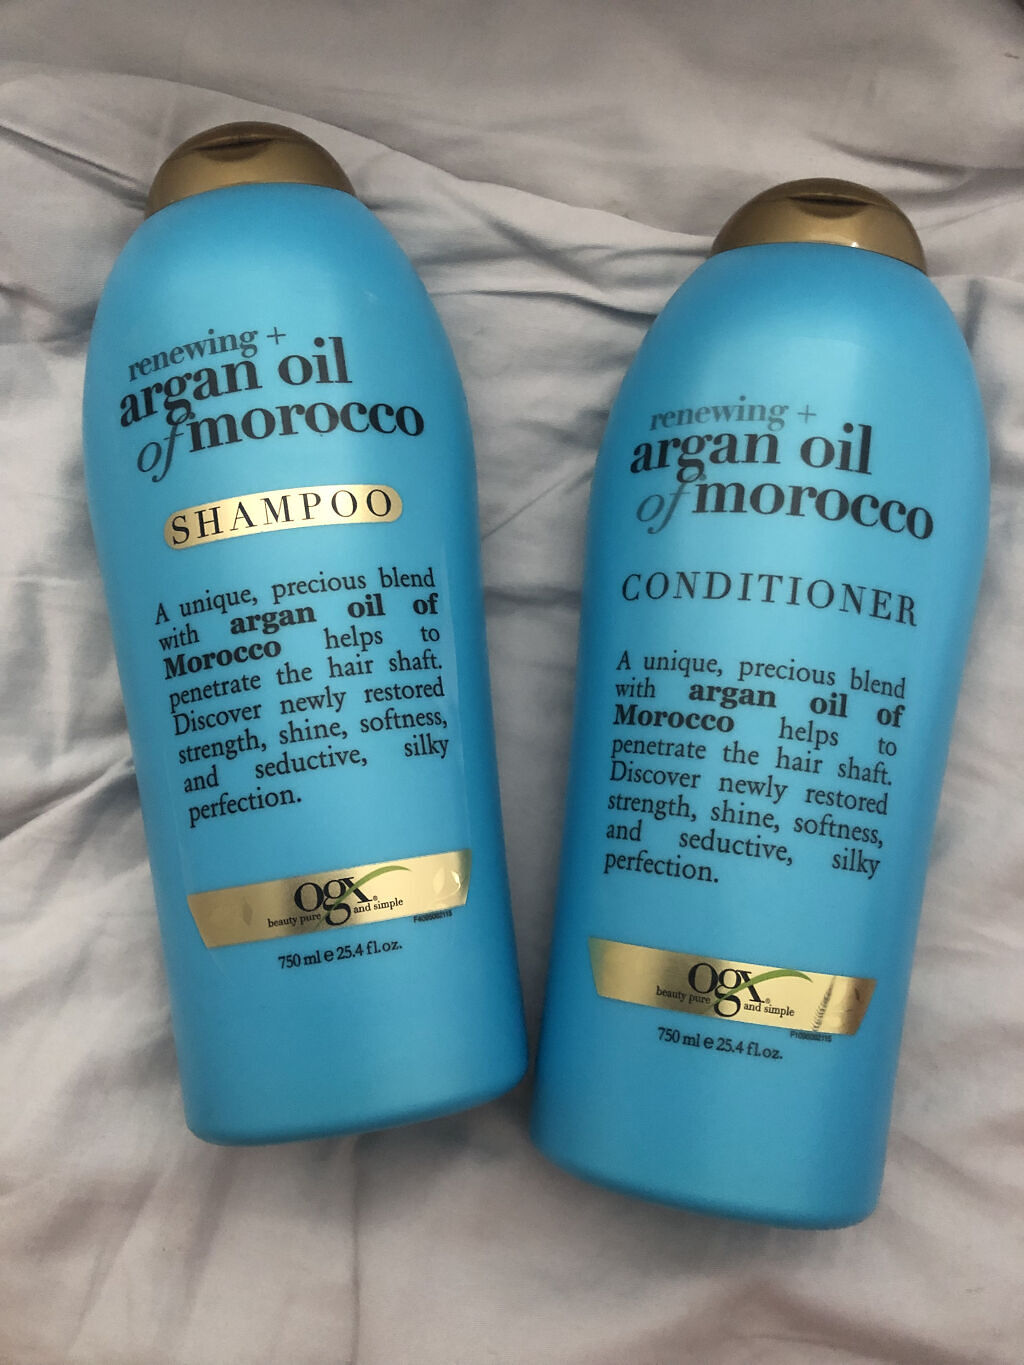 renewing +
argan oil
of morocco
SHAMPOO
A unique, precious blend
with argan oil of
Morocco helps to
penetrate the hair shaft.
Discover newly restored
strength, shine, softness,
and seductive, silky
perfection.
ogx®
beauty pure and simple
750 ml e 25.4 fl.oz.
renewing +
argan oil
of morocco
CONDITIONER
A unique, precious blend
with argan oil of
Morocco helps to
penetrate the hair shaft.
Discover newly restored
strength, shine, softness,
and seductive, silky
perfection.
ogx®
beauty pure and simple
750 ml e 25.4 fl.oz.